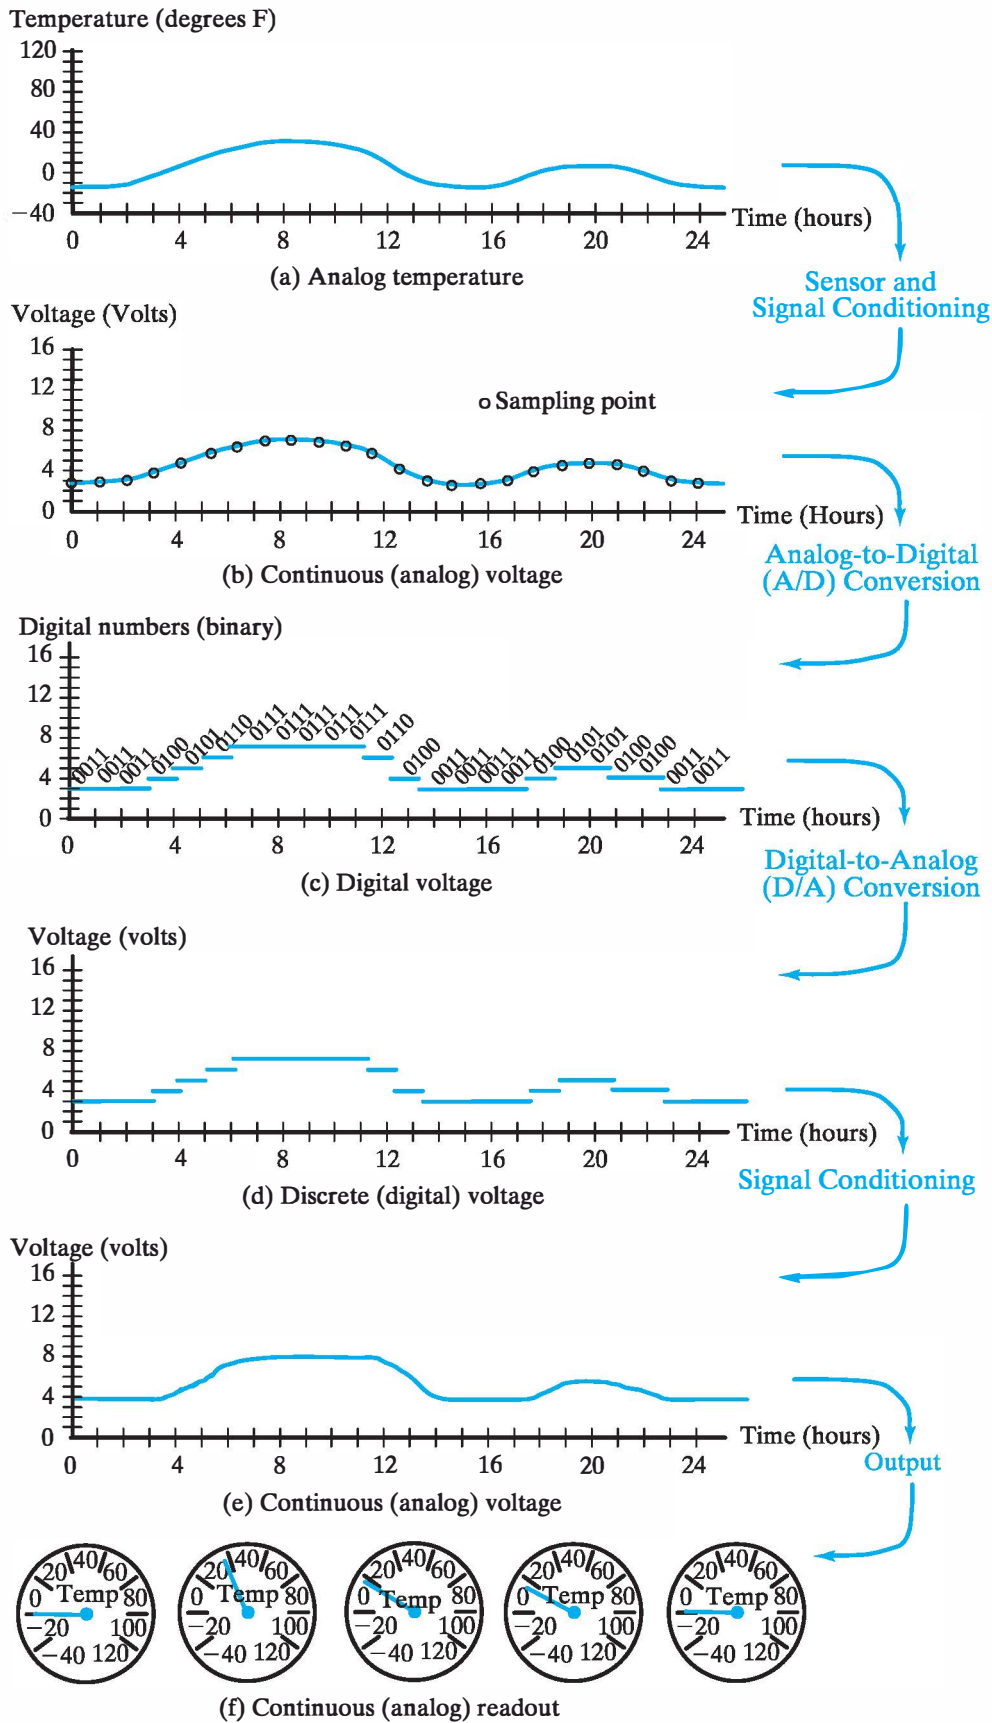 Temperature (degrees F)
120
80
40
0
−40
0 4 8 12 16 20 24
Time (hours)
(a) Analog temperature
Sensor and
Signal Conditioning
Voltage (Volts)
16
12
8
4
0
Sampling point
0 4 8 12 16 20 24
Time (Hours)
(b) Continuous (analog) voltage
Analog-to-Digital
(A/D) Conversion
Digital numbers (binary)
16
12
8
4
0
0011 0011 0011 0100 0101 0110 0111 0111 0111 0111 0111 0110 0100 0011 0011 0011 0011 0100 0101 0101 0100 0100 0011 0011
0 4 8 12 16 20 24
Time (hours)
(c) Digital voltage
Digital-to-Analog
(D/A) Conversion
Voltage (volts)
16
12
8
4
0
0 4 8 12 16 20 24
Time (hours)
(d) Discrete (digital) voltage
Signal Conditioning
Voltage (volts)
16
12
8
4
0
0 4 8 12 16 20 24
Time (hours)
(e) Continuous (analog) voltage
Output
−40 −20 0 20 40 60 80 100 120
Temp
−40 −20 0 20 40 60 80 100 120
Temp
−40 −20 0 20 40 60 80 100 120
Temp
−40 −20 0 20 40 60 80 100 120
Temp
−40 −20 0 20 40 60 80 100 120
Temp
(f) Continuous (analog) readout